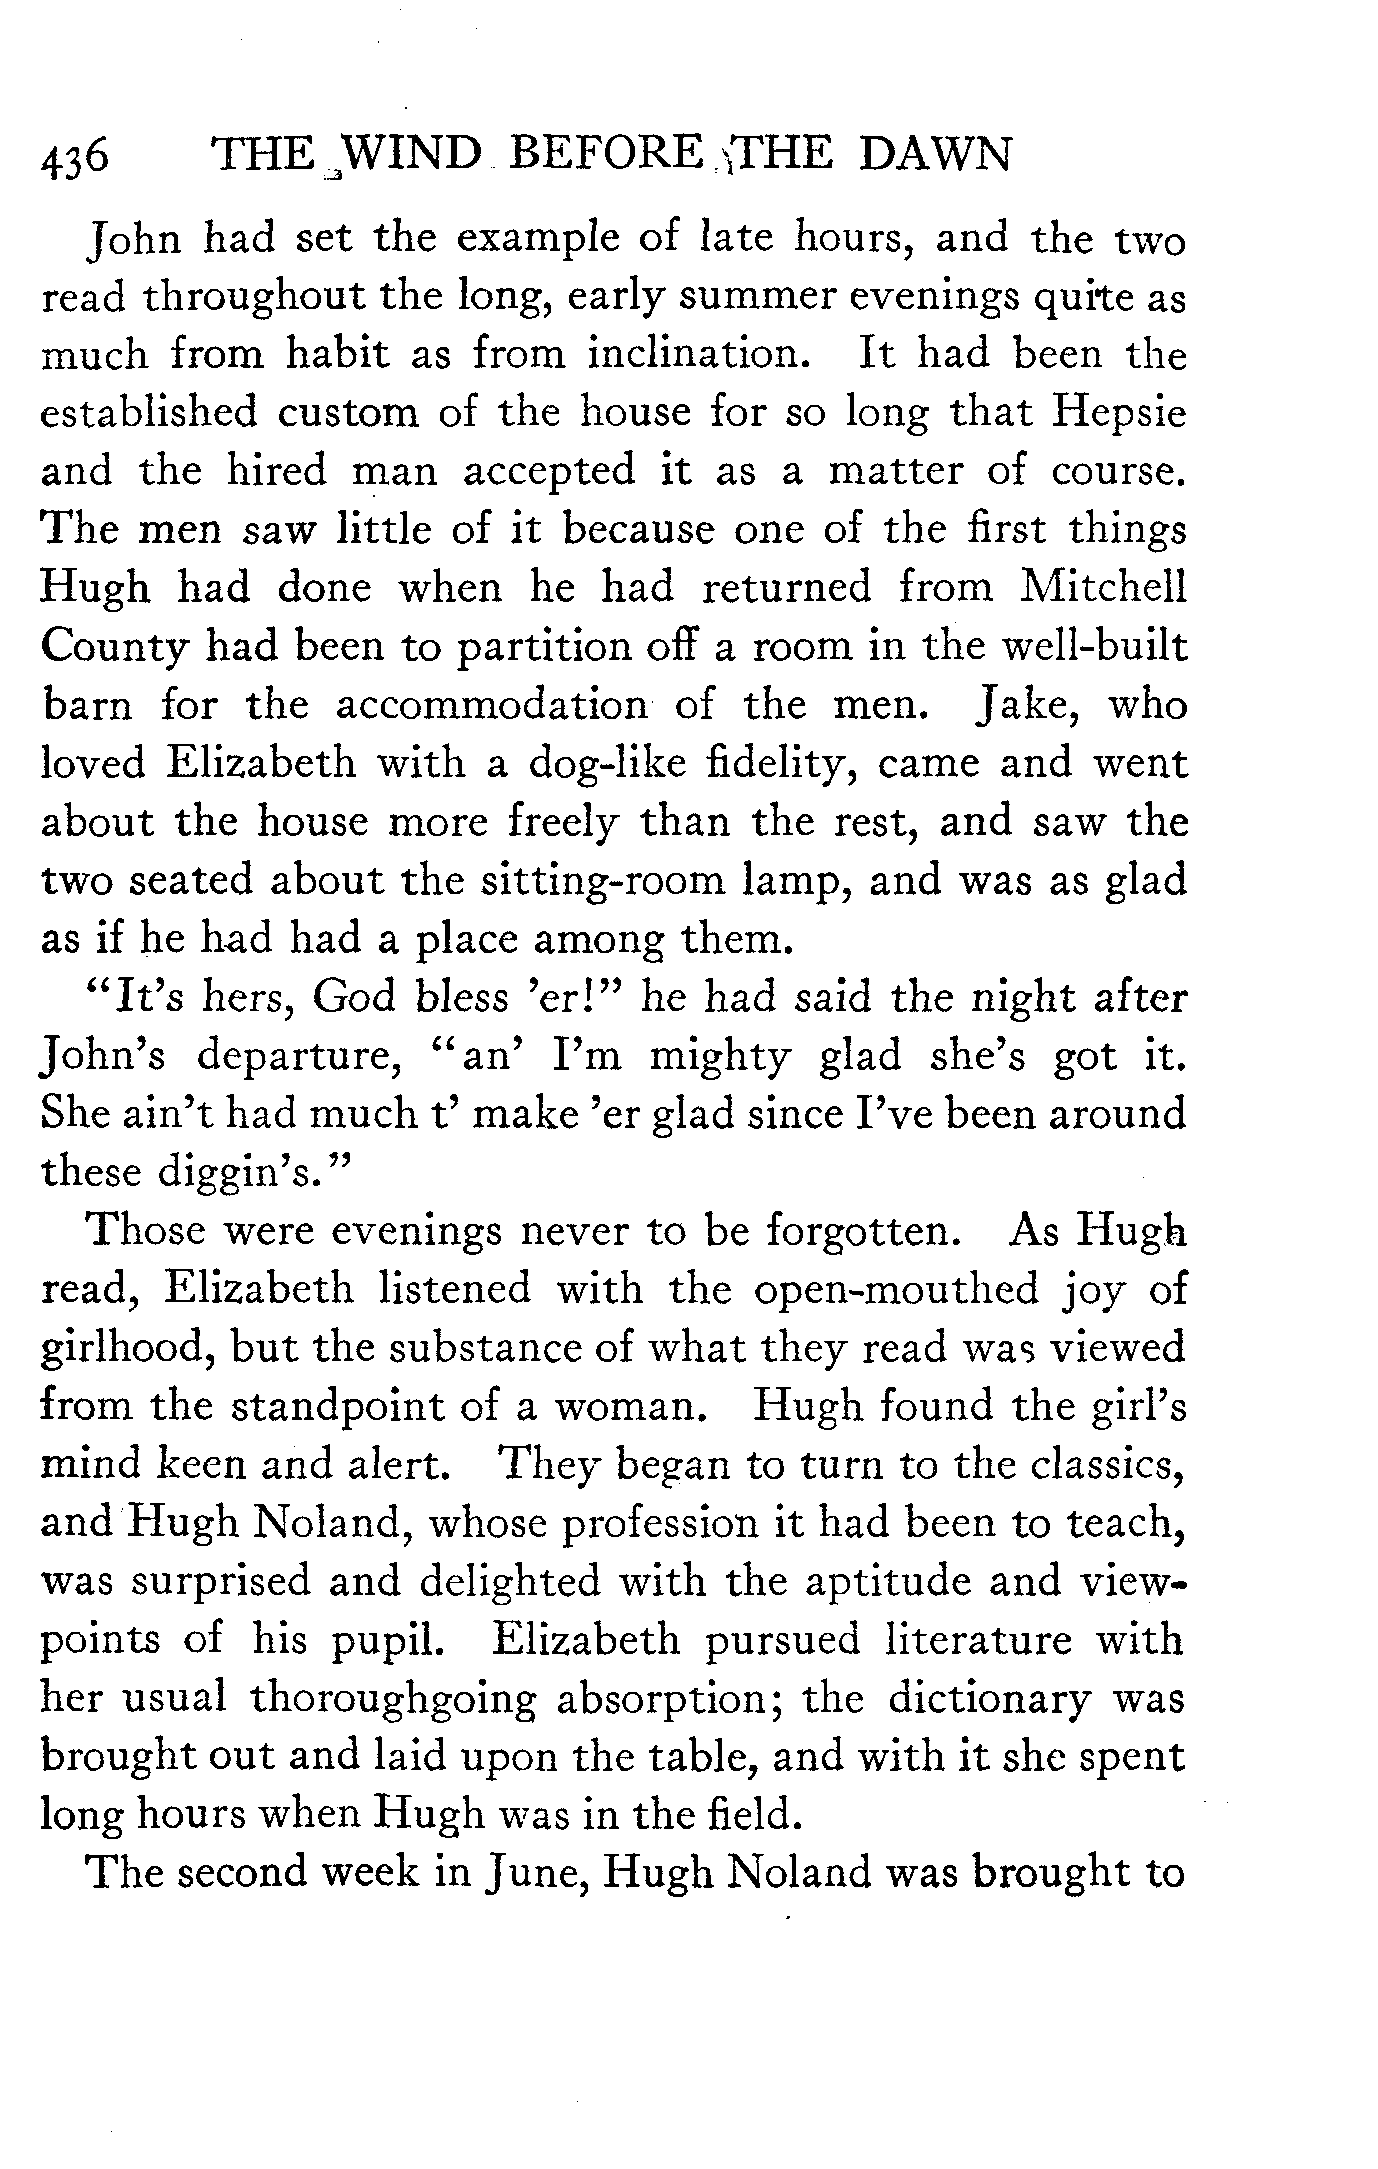 436 THE WIND BEFORE THE DAWN
John had set the example of late hours, and the two
read throughout the long, early summer evenings quite as
much from habit as from inclination. It had been the
established custom of the house for so long that Hepsie
and the hired man accepted it as a matter of course.
The men saw little of it because one of the first things
Hugh had done when he had returned from Mitchell
County had been to partition off a room in the well-built
barn for the accommodation of the men. Jake, who
loved Elizabeth with a dog-like fidelity, came and went
about the house more freely than the rest, and saw the
two seated about the sitting-room lamp, and was as glad
as if he had had a place among them.
"It's hers, God bless 'er!" he had said the night after
John's departure, "an' I'm mighty glad she's got it.
She ain't had much t' make 'er glad since I've been around
these diggin's."
Those were evenings never to be forgotten. As Hugh
read, Elizabeth listened with the open-mouthed joy of
girlhood, but the substance of what they read was viewed
from the standpoint of a woman. Hugh found the girl's
mind keen and alert. They began to turn to the classics,
and Hugh Noland, whose profession it had been to teach,
was surprised and delighted with the aptitude and view-
points of his pupil. Elizabeth pursued literature with
her usual thoroughgoing absorption; the dictionary was
brought out and laid upon the table, and with it she spent
long hours when Hugh was in the field.
The second week in June, Hugh Noland was brought to